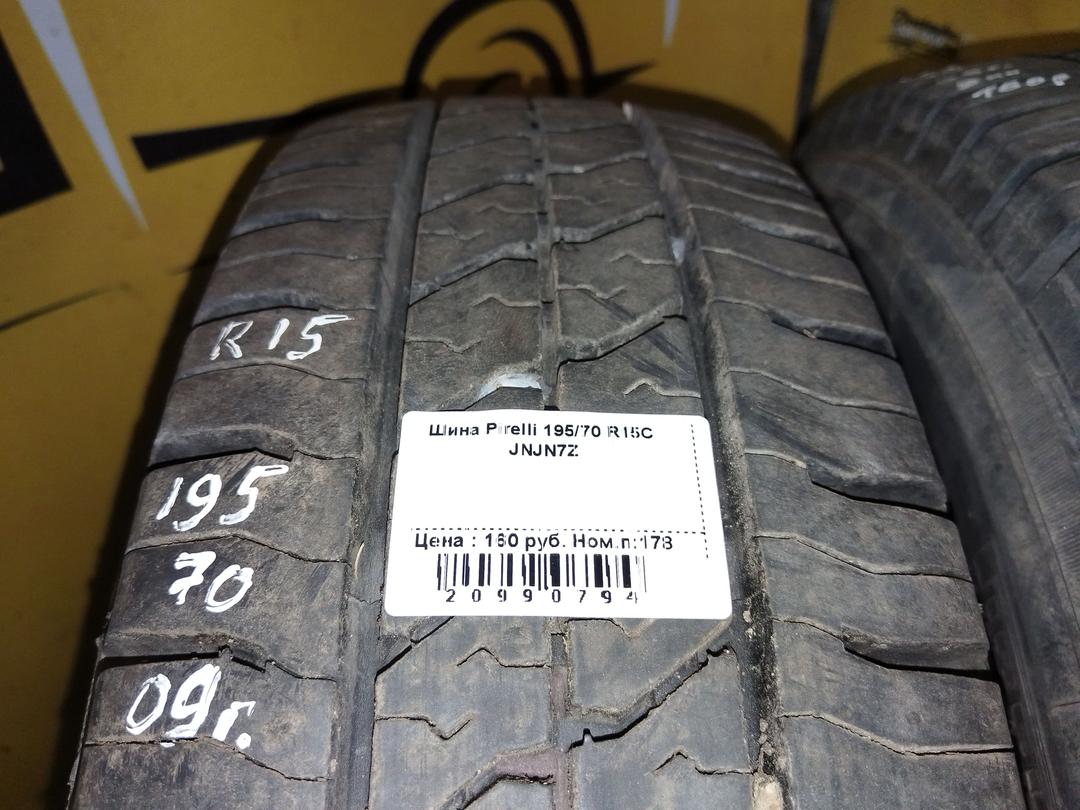 R15
195
70
09г.
Шина Pirelli 195/70 R15C
JNJN7Z
Цена : 160 руб. Ном.п:178
20990794